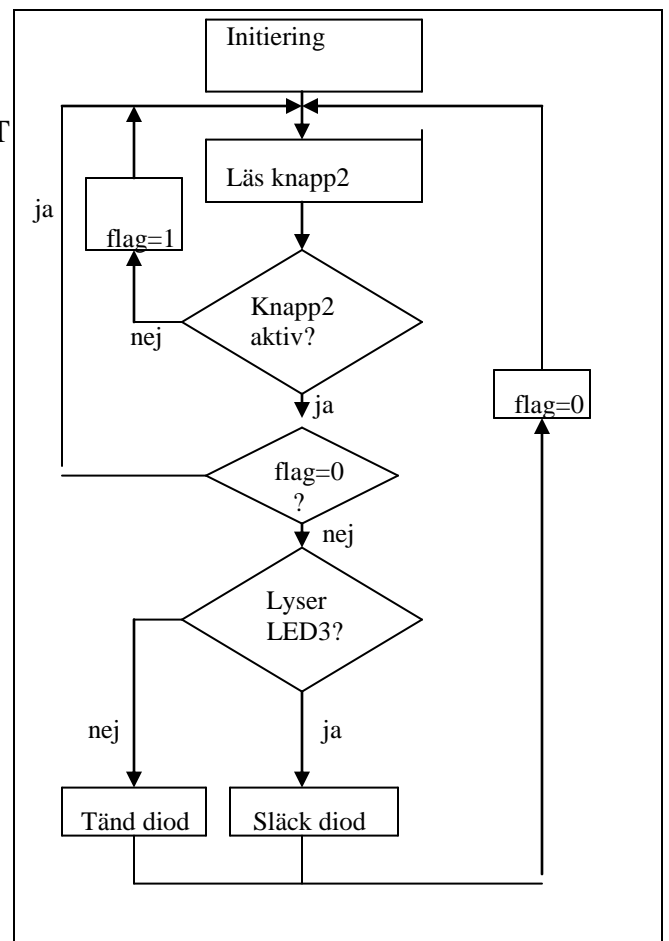 Initiering
T
Läs knapp2
ja
flag=1
Knapp2
aktiv?
nej
ja
flag=0
flag=0
?
nej
Lyser
LED3?
nej
ja
Tänd diod
Släck diod